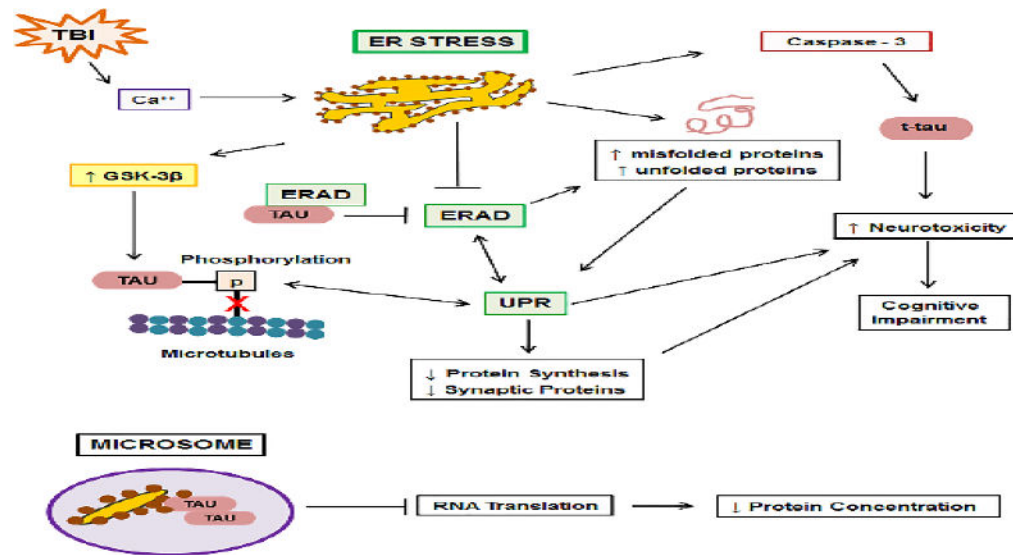 TBI
ER STRESS
Caspase - 3
Ca⁺⁺
t-tau
↑ misfolded proteins
↑ unfolded proteins
↑ GSK-3β
ERAD
TAU
ERAD
↑ Neurotoxicity
Phosphorylation
TAU
p
UPR
Cognitive
Impairment
Microtubules
↓ Protein Synthesis
↓ Synaptic Proteins
MICROSOME
TAU
TAU
RNA Translation
↓ Protein Concentration